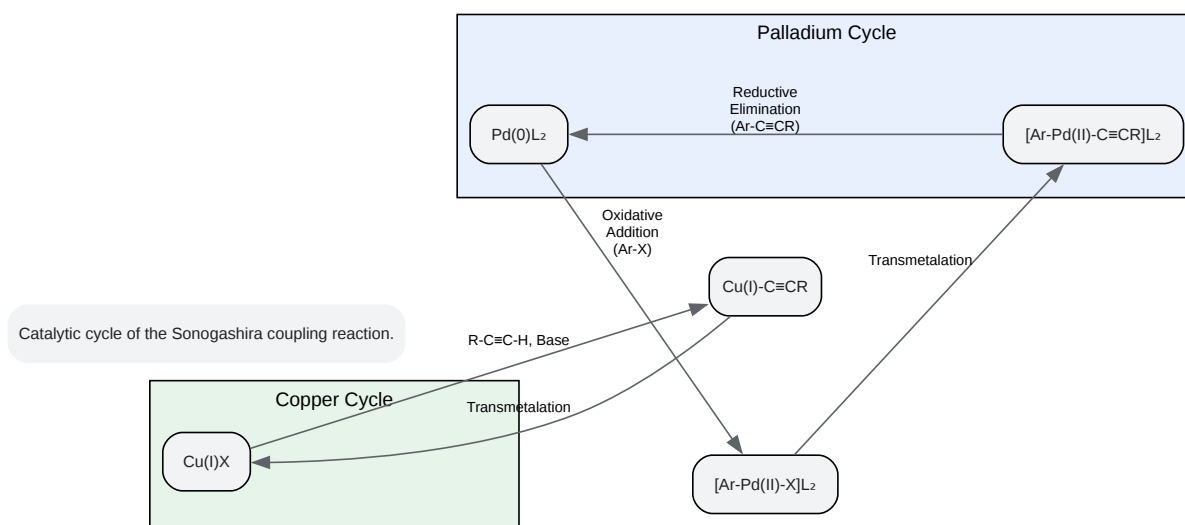 Palladium Cycle
Reductive
Elimination
(Ar-C≡CR)
Pd(0)L₂
[Ar-Pd(II)-C≡CR]L₂
Oxidative
Addition
(Ar-X)
Transmetalation
Cu(I)-C≡CR
Catalytic cycle of the Sonogashira coupling reaction.
R-C≡C-H, Base
Copper Cycle
Transmetalation
Cu(I)X
[Ar-Pd(II)-X]L₂